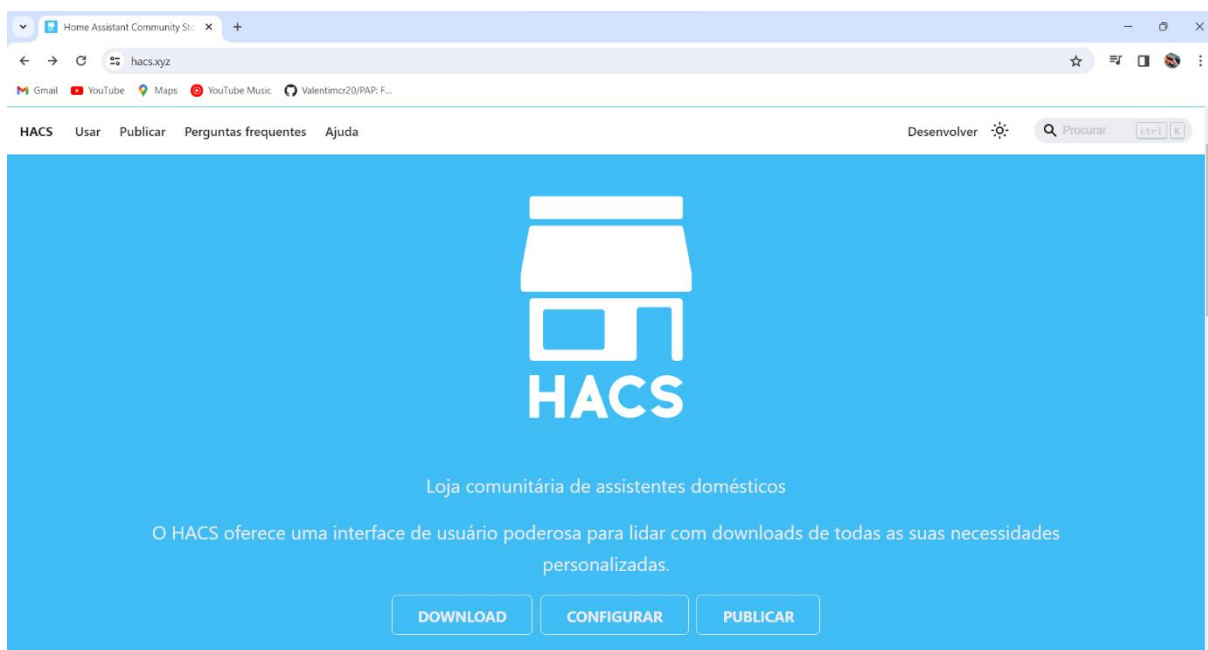 Home Assistant Community Sto
hacs.xyz
Gmail YouTube Maps YouTube Music Valentimcr20/PAP: F...
HACS Usar Publicar Perguntas frequentes Ajuda Desenvolver Procurar ctrl K
HACS
Loja comunitária de assistentes domésticos
O HACS oferece uma interface de usuário poderosa para lidar com downloads de todas as suas necessidades
personalizadas.
DOWNLOAD CONFIGURAR PUBLICAR